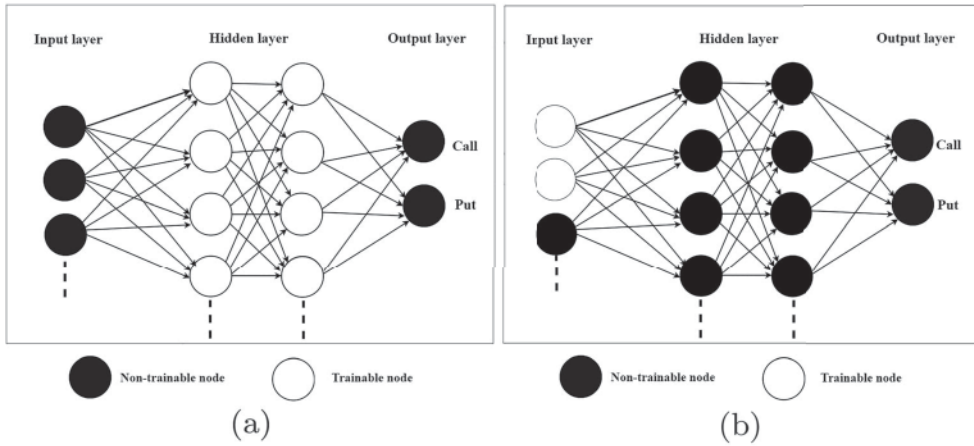 Input layer Hidden layer Output layer
Call
Put
Non-trainable node Trainable node
(a)
Input layer Hidden layer Output layer
Call
Put
Non-trainable node Trainable node
(b)